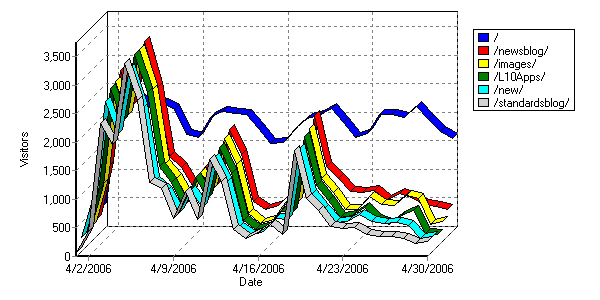 3,500
3,000
2,500
2,000
1,500
1,000
500
0
Visitors
4/2/2006 4/9/2006 4/16/2006 4/23/2006 4/30/2006
Date
/
/newsblog/
/images/
/L10Apps/
/new/
/standardsblog/